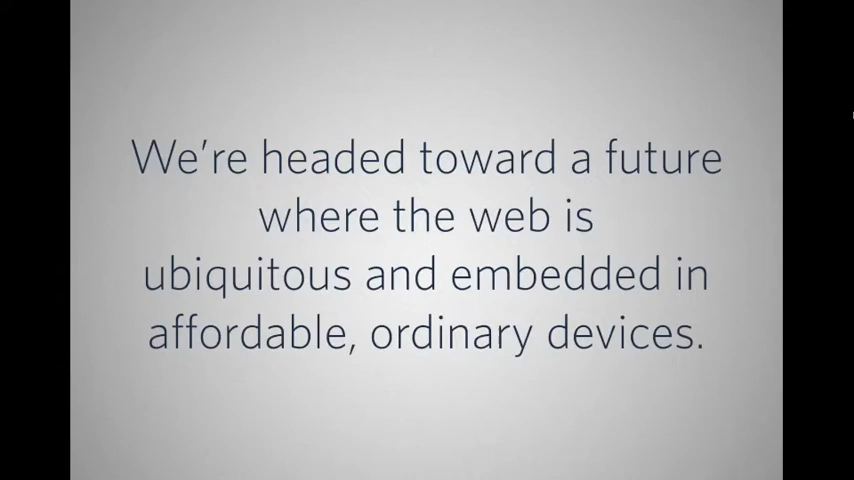 We’re headed toward a future
where the web is
ubiquitous and embedded in
affordable, ordinary devices.